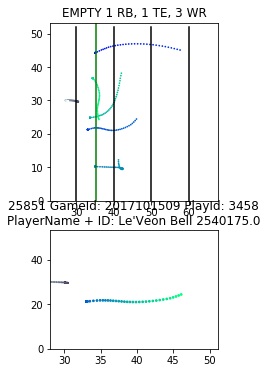 EMPTY 1 RB, 1 TE, 3 WR
50
40
30
20
10
0
30 40 50 60
25851 GameId: 2017101509 PlayId: 3458
PlayerName + ID: Le'Veon Bell 2540175.0
40
20
0
30 35 40 45 50